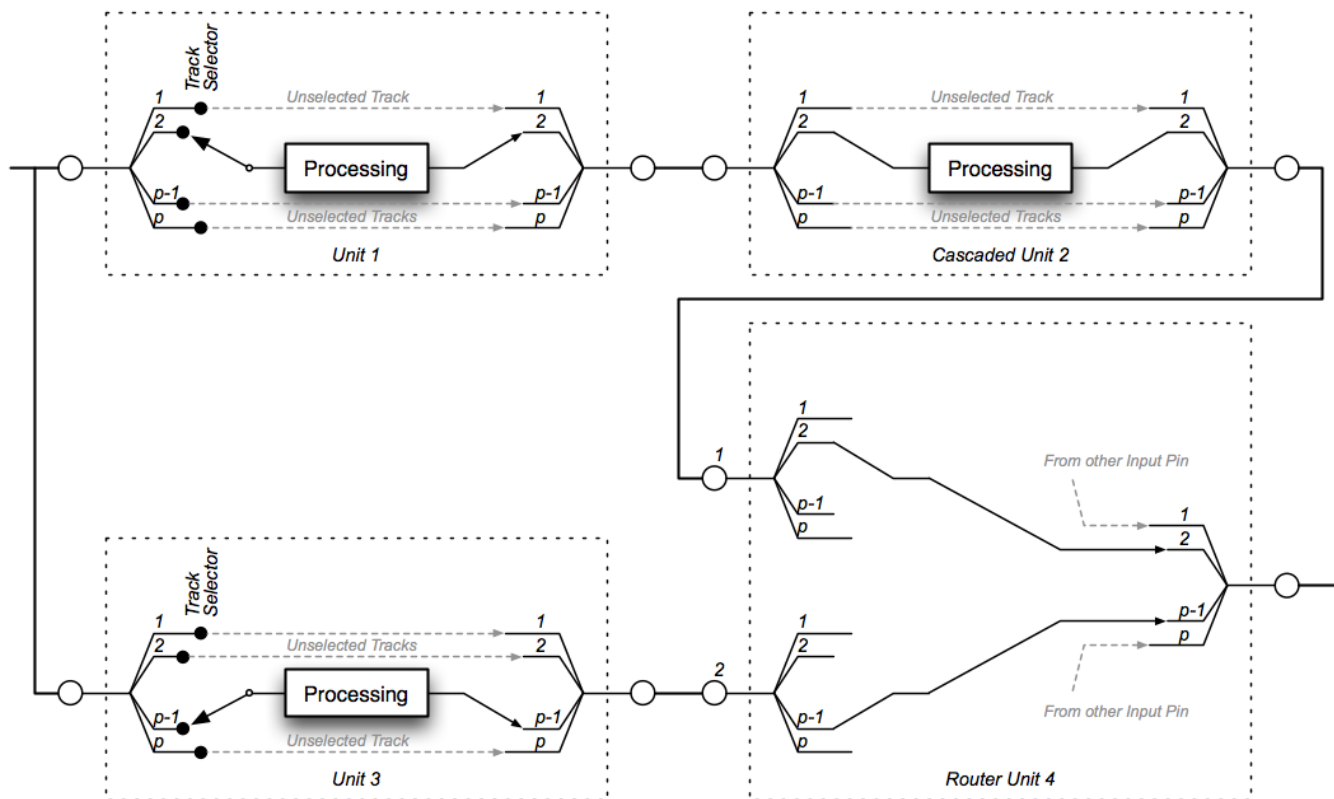 Track
Selector
1
Unselected Track
1
2
2
Processing
p-1
p-1
p
Unselected Tracks
p
Unit 1
1
Unselected Track
1
2
2
Processing
p-1
p-1
p
Unselected Tracks
p
Cascaded Unit 2
1
1
2
p-1
p
From other Input Pin
1
2
p-1
p
From other Input Pin
2
1
2
p-1
p
Router Unit 4
Track
Selector
1
1
2
Unselected Tracks
2
Processing
p-1
p-1
p
Unselected Track
p
Unit 3